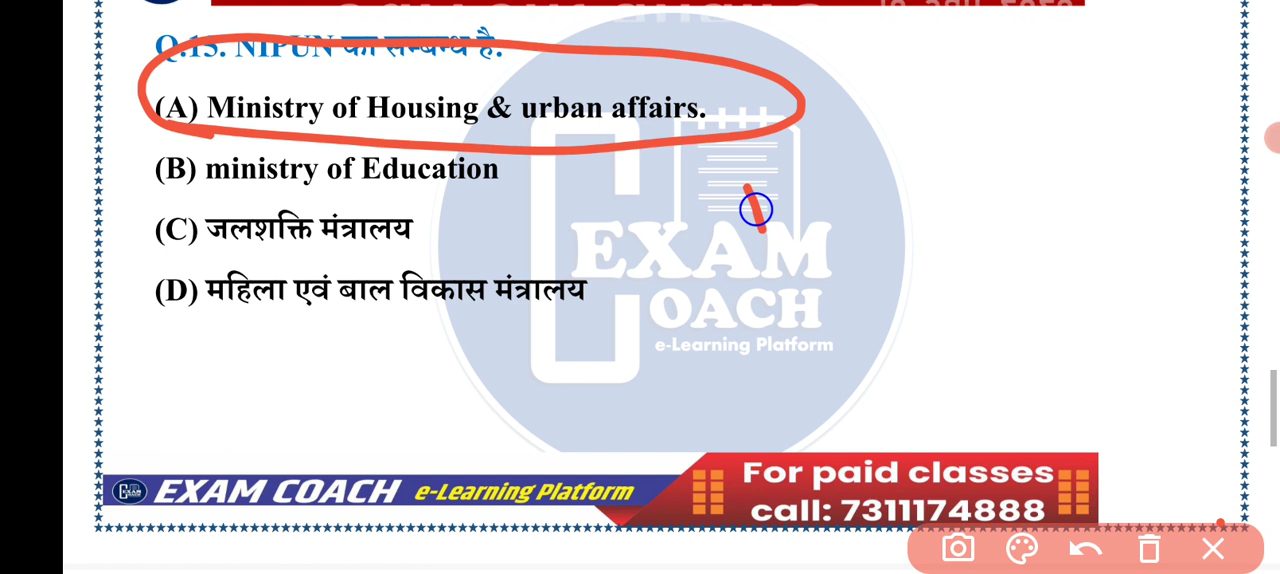 Q.15. NIPUN का सम्बन्ध है.
(A) Ministry of Housing & urban affairs.
(B) ministry of Education
(C) जलशक्ति मंत्रालय
(D) महिला एवं बाल विकास मंत्रालय
EXAM
COACH
e-Learning Platform
EXAM COACH e-Learning Platform
For paid classes
call: 7311174888